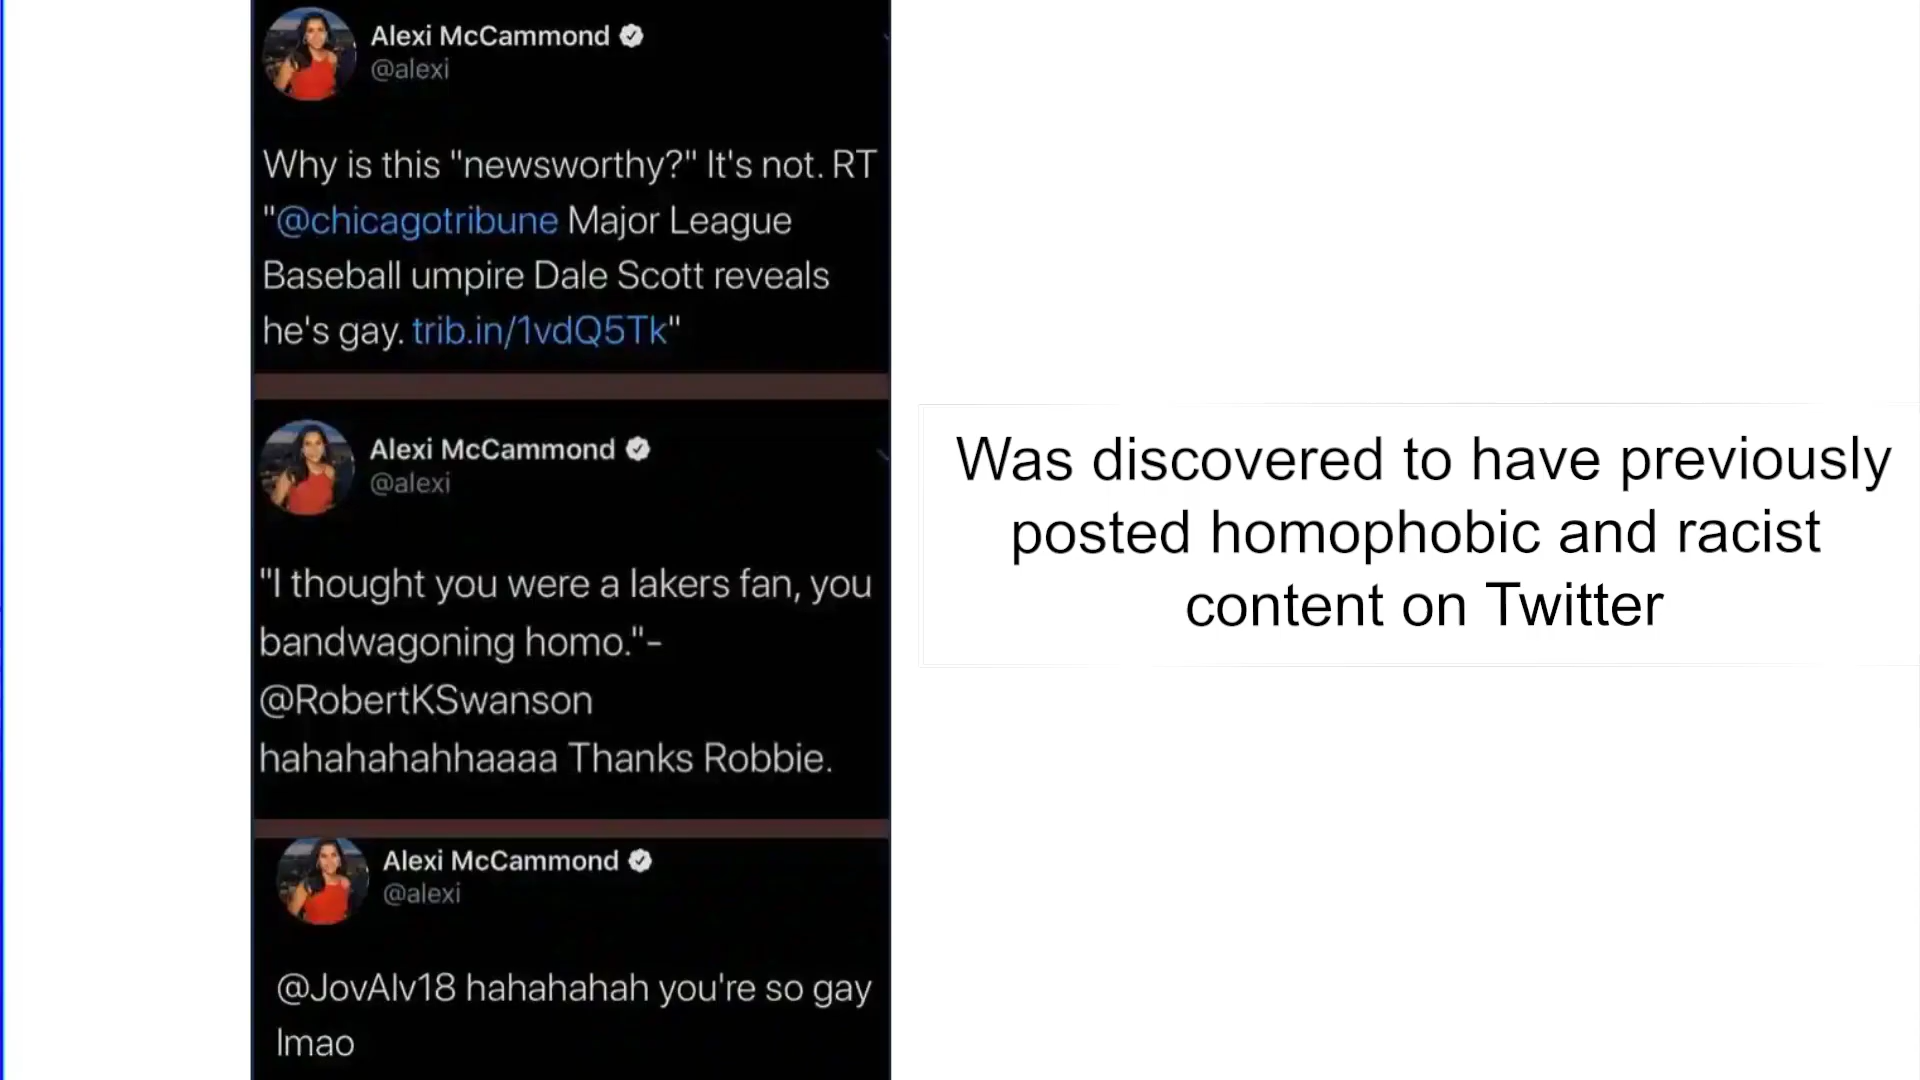 Alexi McCammond
@alexi
Why is this "newsworthy?" It's not. RT
"@chicagotribune Major League
Baseball umpire Dale Scott reveals
he's gay. trib.in/1vdQ5Tk"
Alexi McCammond
@alexi
"I thought you were a lakers fan, you
bandwagoning homo."-
@RobertKSwanson
hahahahahhaaaa Thanks Robbie.
Alexi McCammond
@alexi
@JovAlv18 hahahahah you're so gay
lmao
Was discovered to have previously
posted homophobic and racist
content on Twitter